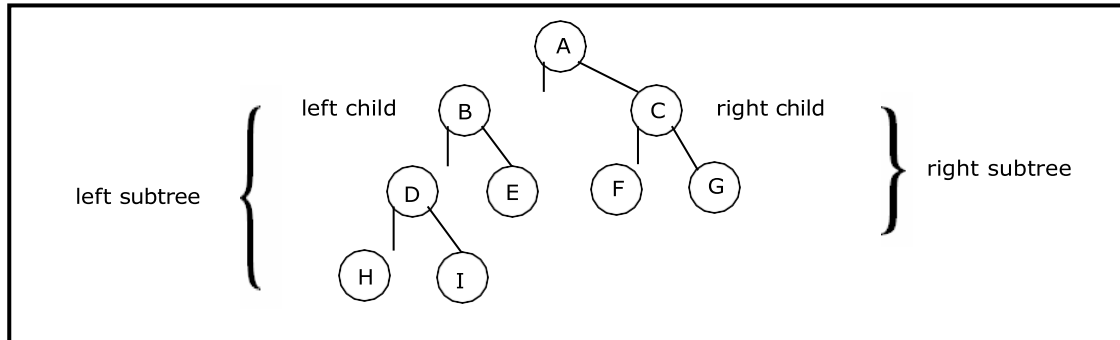 A
left child
B
C
right child
left subtree
D
E
F
G
right subtree
H
I